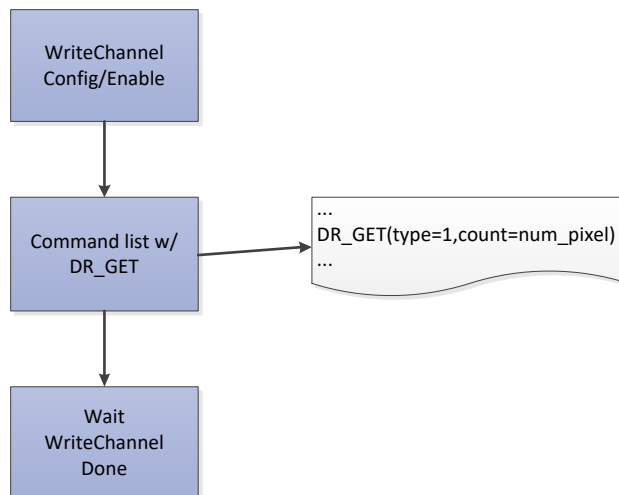 WriteChannel
Config/Enable
Command list w/
DR_GET
...
DR_GET(type=1,count=num_pixel)
...
Wait
WriteChannel
Done